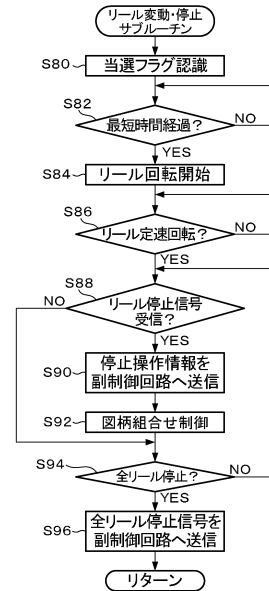 リール変動・停止
サブルーチン
S80
当選フラグ認識
S82
最短時間経過？
NO
YES
S84
リール回転開始
S86
リール定速回転？
NO
YES
S88
NO
リール停止信号
受信？
YES
S90
停止操作情報を
副制御回路へ送信
S92
図柄組合せ制御
S94
全リール停止？
NO
YES
S96
全リール停止信号を
副制御回路へ送信
リターン